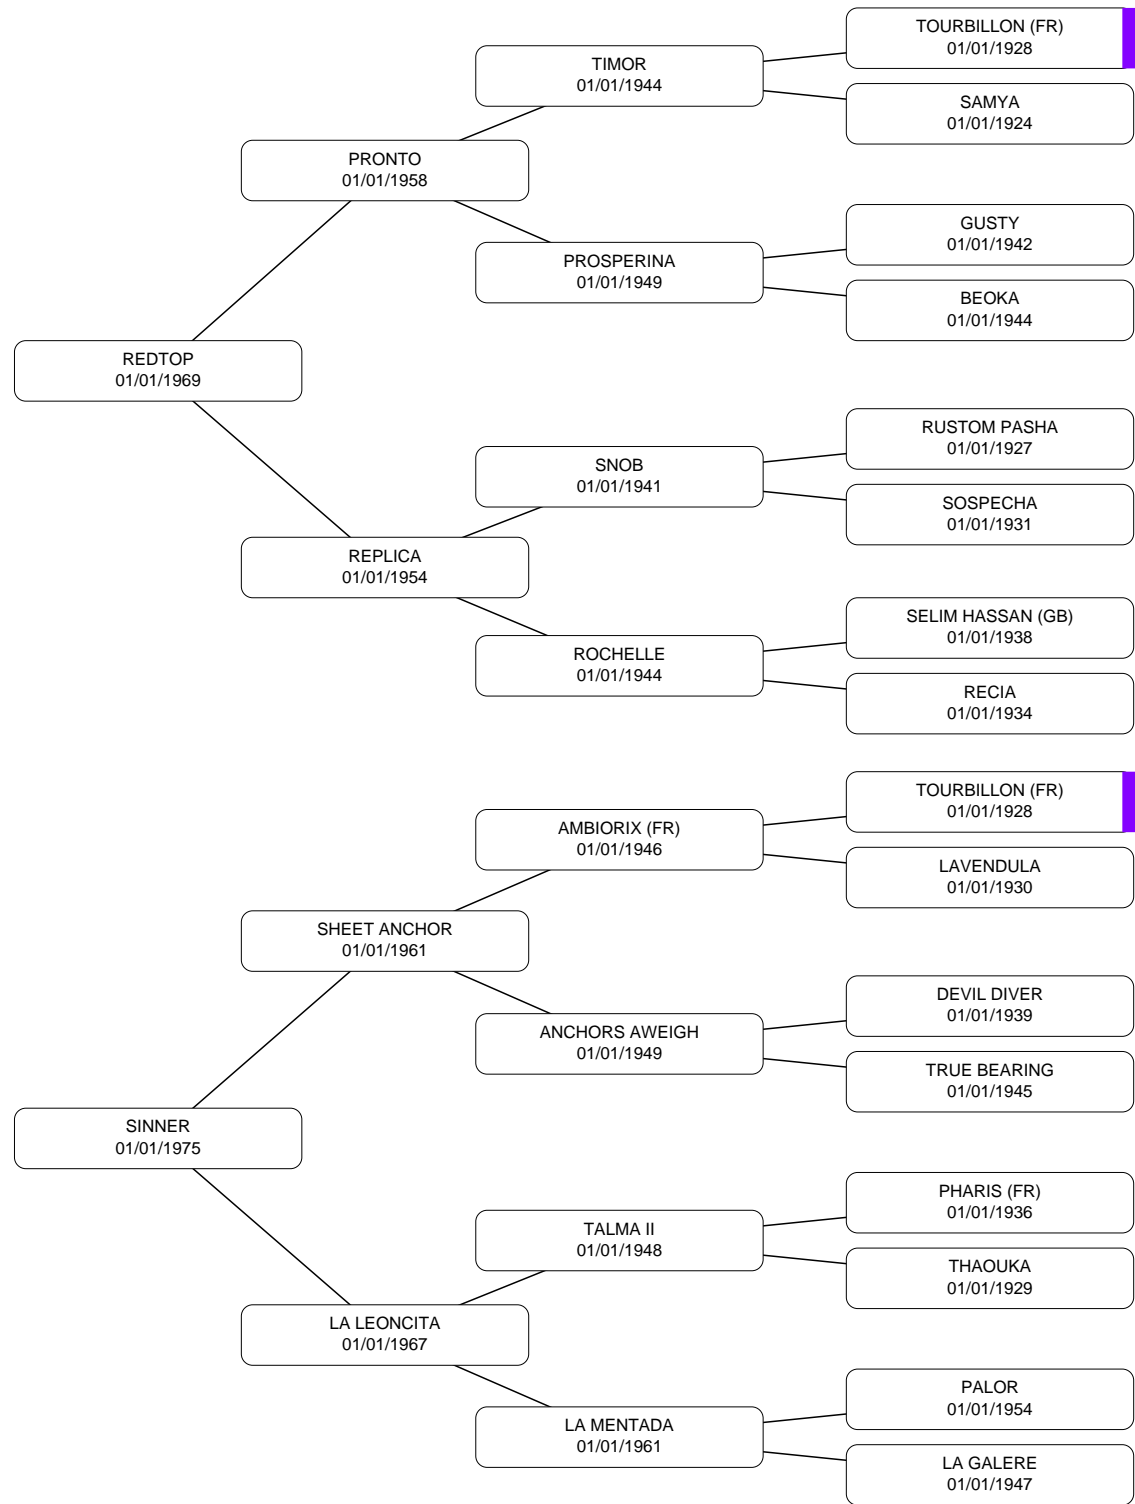 TOURBILLON (FR)
01/01/1928
TIMOR
01/01/1944
SAMYA
01/01/1924
PRONTO
01/01/1958
GUSTY
01/01/1942
PROSPERINA
01/01/1949
BEOKA
01/01/1944
REDTOP
01/01/1969
RUSTOM PASHA
01/01/1927
SNOB
01/01/1941
SOSPECHA
01/01/1931
REPLICA
01/01/1954
SELIM HASSAN (GB)
01/01/1938
ROCHELLE
01/01/1944
RECIA
01/01/1934
TOURBILLON (FR)
01/01/1928
AMBIORIX (FR)
01/01/1946
LAVENDULA
01/01/1930
SHEET ANCHOR
01/01/1961
DEVIL DIVER
01/01/1939
ANCHORS AWEIGH
01/01/1949
TRUE BEARING
01/01/1945
SINNER
01/01/1975
PHARIS (FR)
01/01/1936
TALMA II
01/01/1948
THAOUKA
01/01/1929
LA LEONCITA
01/01/1967
PALOR
01/01/1954
LA MENTADA
01/01/1961
LA GALERE
01/01/1947